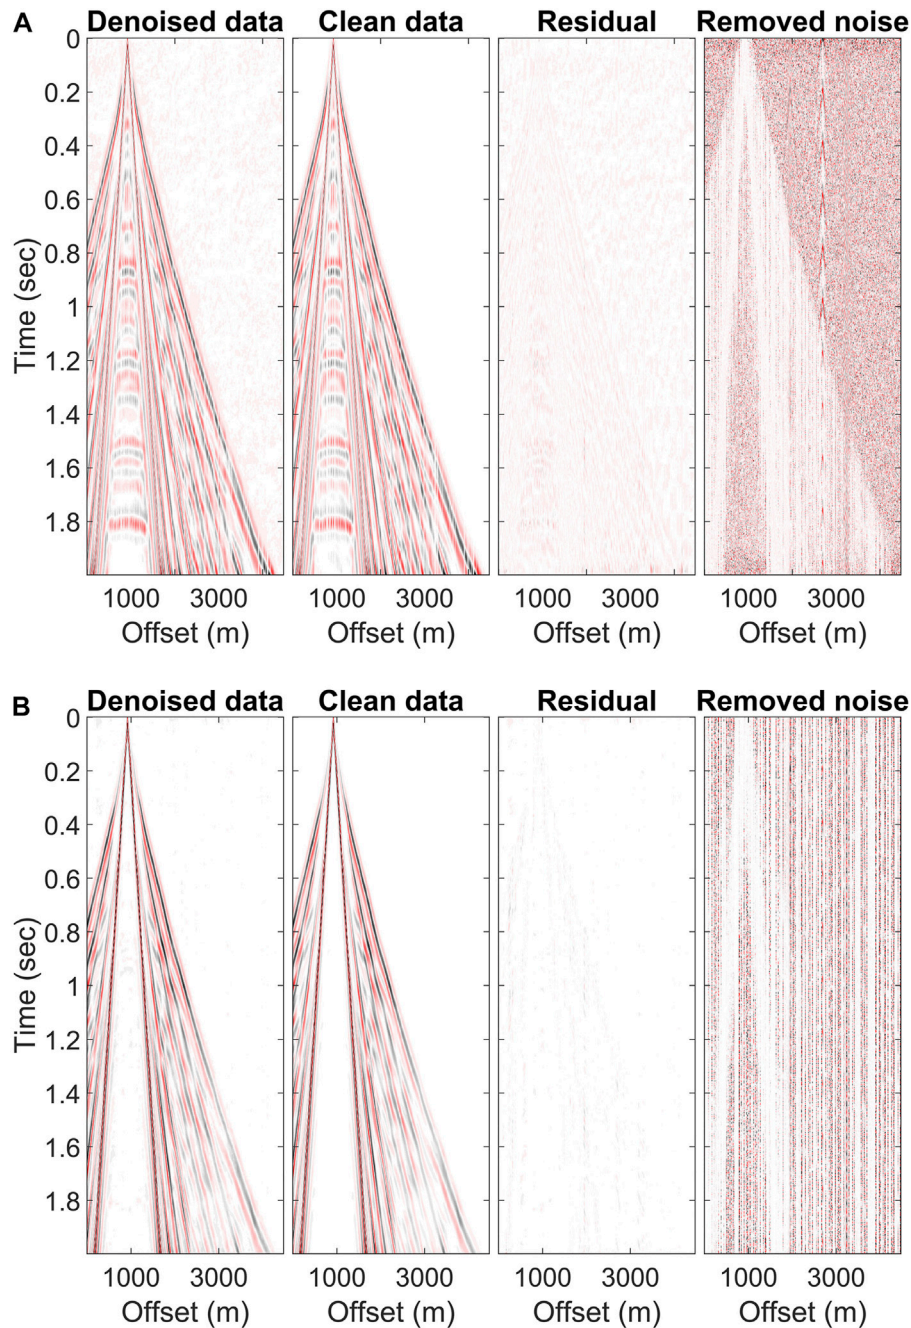 A Denoised data Clean data Residual Removed noise
0
0.2
0.4
0.6
0.8
1
1.2
1.4
1.6
1.8
Time (sec)
1000 3000 1000 3000 1000 3000 1000 3000
Offset (m) Offset (m) Offset (m) Offset (m)
B Denoised data Clean data Residual Removed noise
0
0.2
0.4
0.6
0.8
1
1.2
1.4
1.6
1.8
Time (sec)
1000 3000 1000 3000 1000 3000 1000 3000
Offset (m) Offset (m) Offset (m) Offset (m)